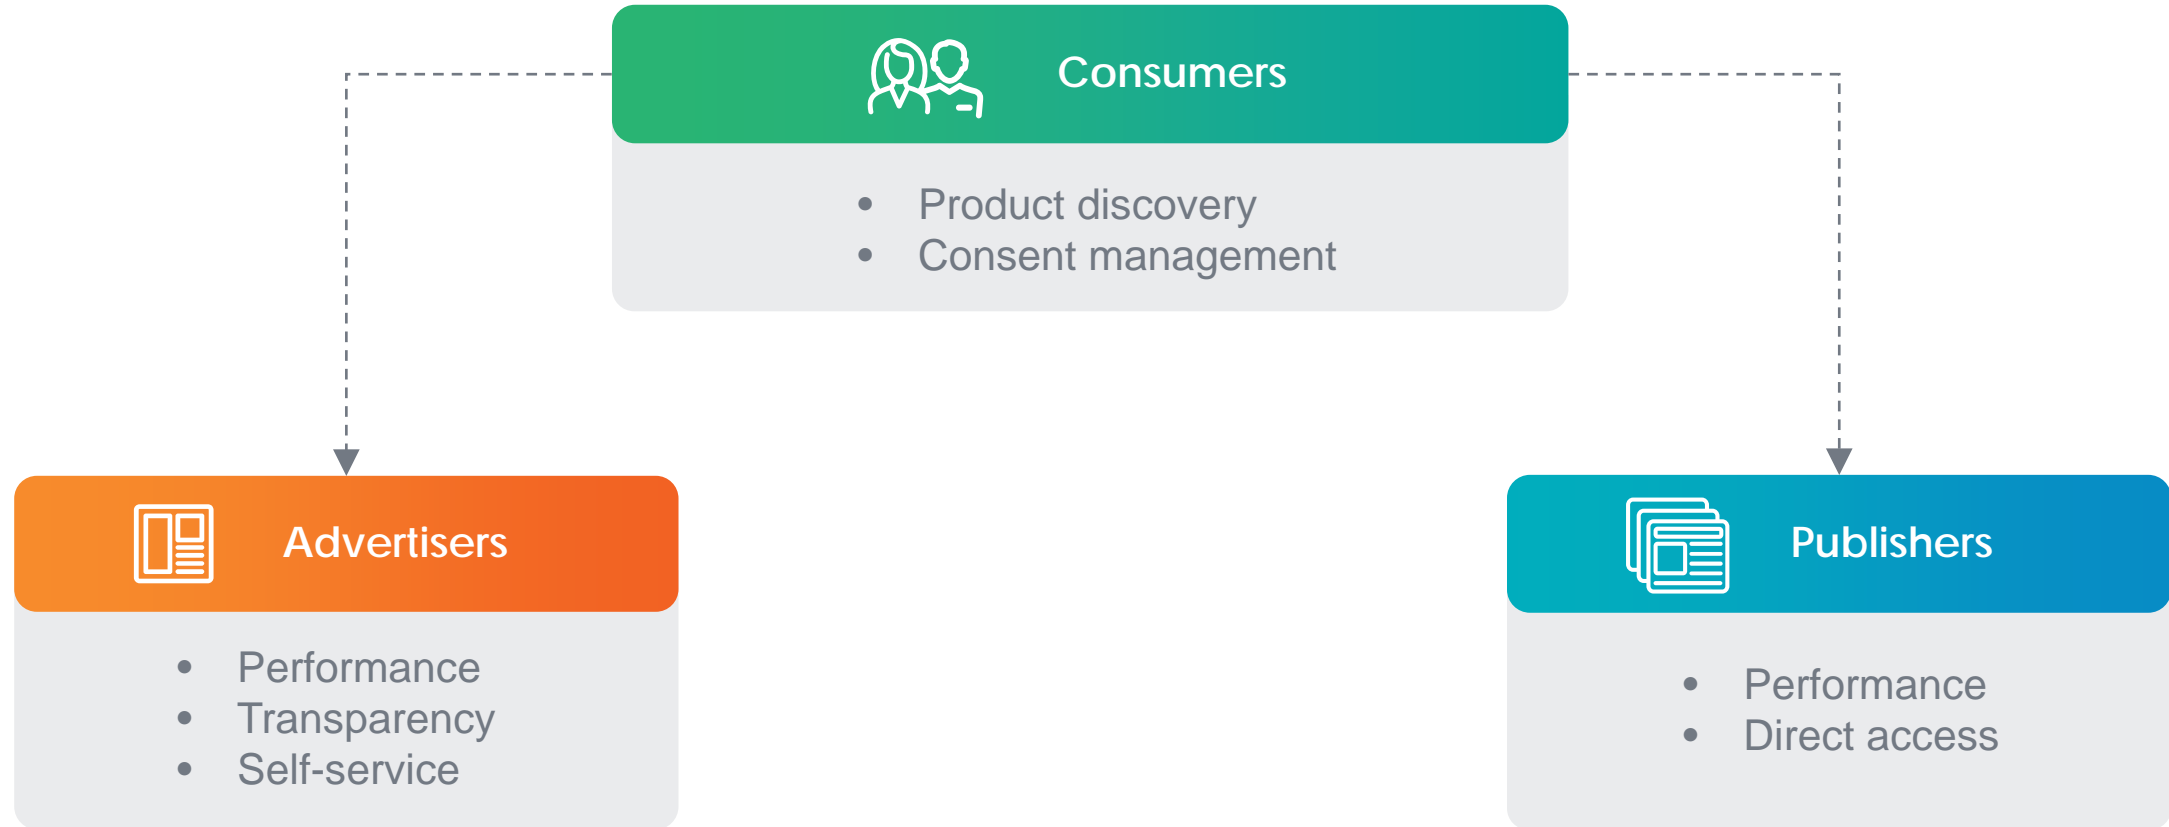 Consumers
• Product discovery
• Consent management
Advertisers
• Performance
• Transparency
• Self-service
Publishers
• Performance
• Direct access